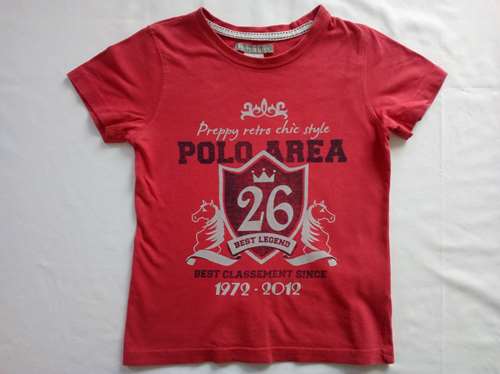 Preppy retro chic style
POLO AREA
26
BEST LEGEND
BEST CLASSEMENT SINCE
1972 - 2012